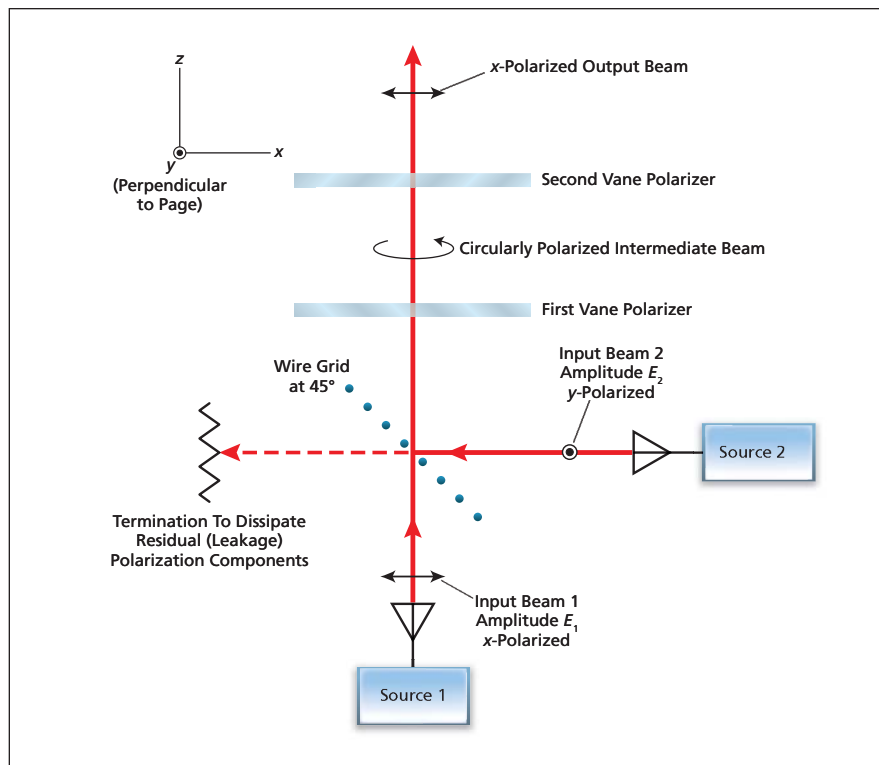 z
x-Polarized Output Beam
x
y
(Perpendicular
to Page)
Second Vane Polarizer
Circularly Polarized Intermediate Beam
First Vane Polarizer
Input Beam 2
Amplitude E₂
y-Polarized
Wire Grid
at 45°
Source 2
Termination To Dissipate
Residual (Leakage)
Polarization Components
Input Beam 1
Amplitude E₁
x-Polarized
Source 1